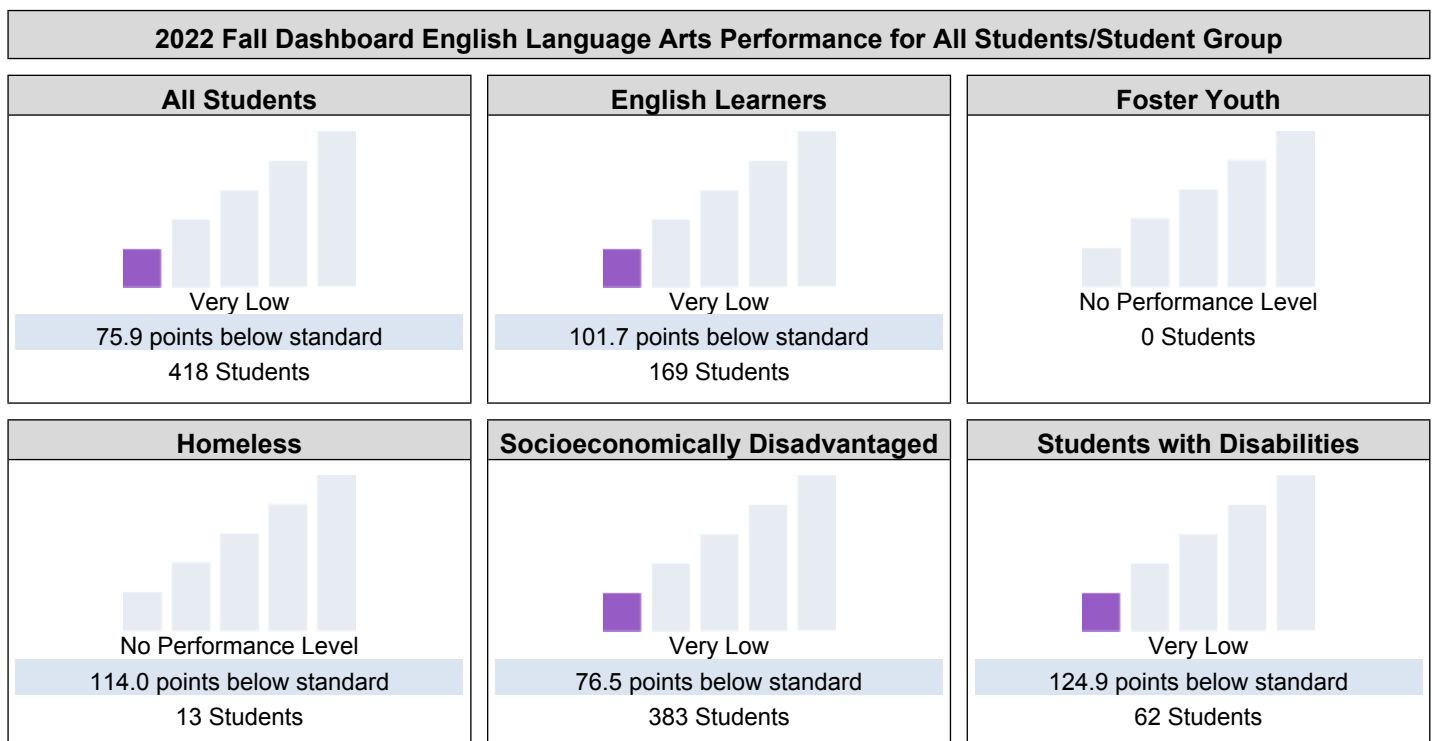 2022 Fall Dashboard English Language Arts Performance for All Students/Student Group
All Students
Very Low
75.9 points below standard
418 Students
English Learners
Very Low
101.7 points below standard
169 Students
Foster Youth
No Performance Level
0 Students
Homeless
No Performance Level
114.0 points below standard
13 Students
Socioeconomically Disadvantaged
Very Low
76.5 points below standard
383 Students
Students with Disabilities
Very Low
124.9 points below standard
62 Students